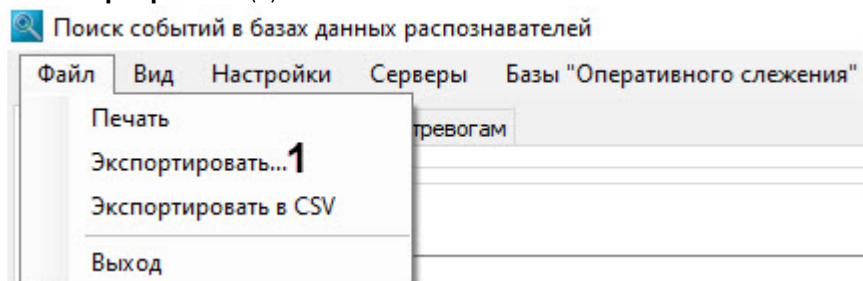 Поиск событий в базах данных распознавателей
Файл Вид Настройки Серверы Базы "Оперативного слежения"
Печать
тревогам
Экспортировать...1
Экспортировать в CSV
Выход